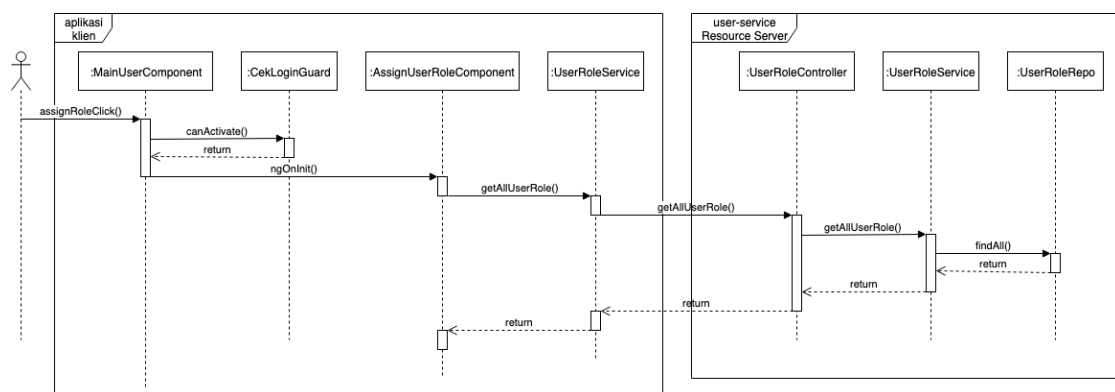 aplikasi
klien
user-service
Resource Server
:MainUserComponent
:CekLoginGuard
:AssignUserRoleComponent
:UserRoleService
:UserRoleController
:UserRoleService
:UserRoleRepo
assignRoleClick()
canActivate()
return
ngOnInit()
getAllUserRole()
getAllUserRole()
getAllUserRole()
findAll()
return
return
return
return